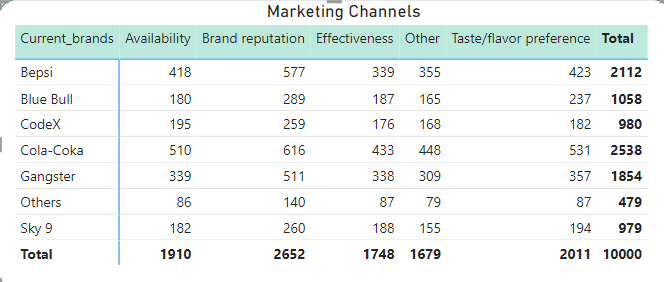 Marketing Channels
Current_brands Availability Brand reputation Effectiveness Other Taste/flavor preference Total
Bepsi 418 577 339 355 423 2112
Blue Bull 180 289 187 165 237 1058
CodeX 195 259 176 168 182 980
Cola-Coka 510 616 433 448 531 2538
Gangster 339 511 338 309 357 1854
Others 86 140 87 79 87 479
Sky 9 182 260 188 155 194 979
Total 1910 2652 1748 1679 2011 10000